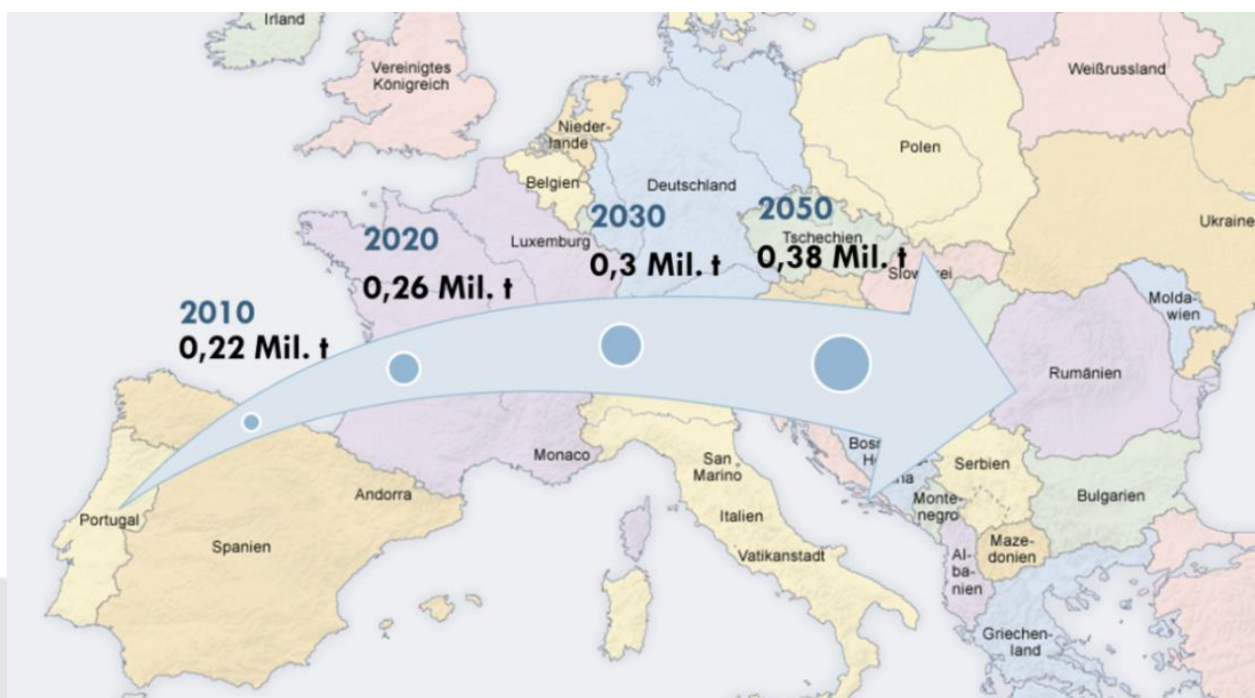 Irland
Vereinigtes
Königreich
Weißrussland
Nieder-
lande
Polen
Belgien
Deutschland
2050
2030
Ukraine
2020
Luxemburg
Tschechien
0,3 Mil. t
0,38 Mil. t
0,26 Mil. t
Molda-
wien
2010
0,22 Mil. t
Rumänien
Monaco
San
Marino
Serbien
Andorra
Monte-
negro
Bulgarien
Portugal
Italien
Spanien
Vatikanstadt
Maze-
donien
Al-
ba-
nien
Griechen-
land